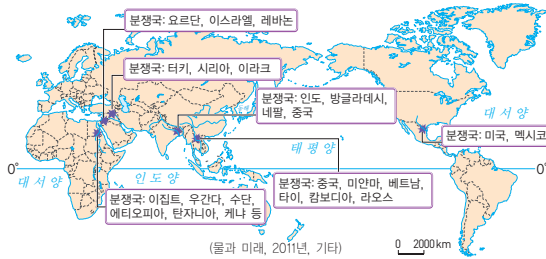 분쟁국: 요르단, 이스라엘, 레바논
분쟁국: 터키, 시리아, 이라크
분쟁국: 인도, 방글라데시,
네팔, 중국
대서양
분쟁국: 미국, 멕시코
태평양
0°
대서양
인도양
0°
분쟁국: 중국, 미얀마, 베트남,
타이, 캄보디아, 라오스
분쟁국: 이집트, 우간다, 수단,
에티오피아, 탄자니아, 케냐 등
(물과 미래, 2011년, 기타)
0 2000km